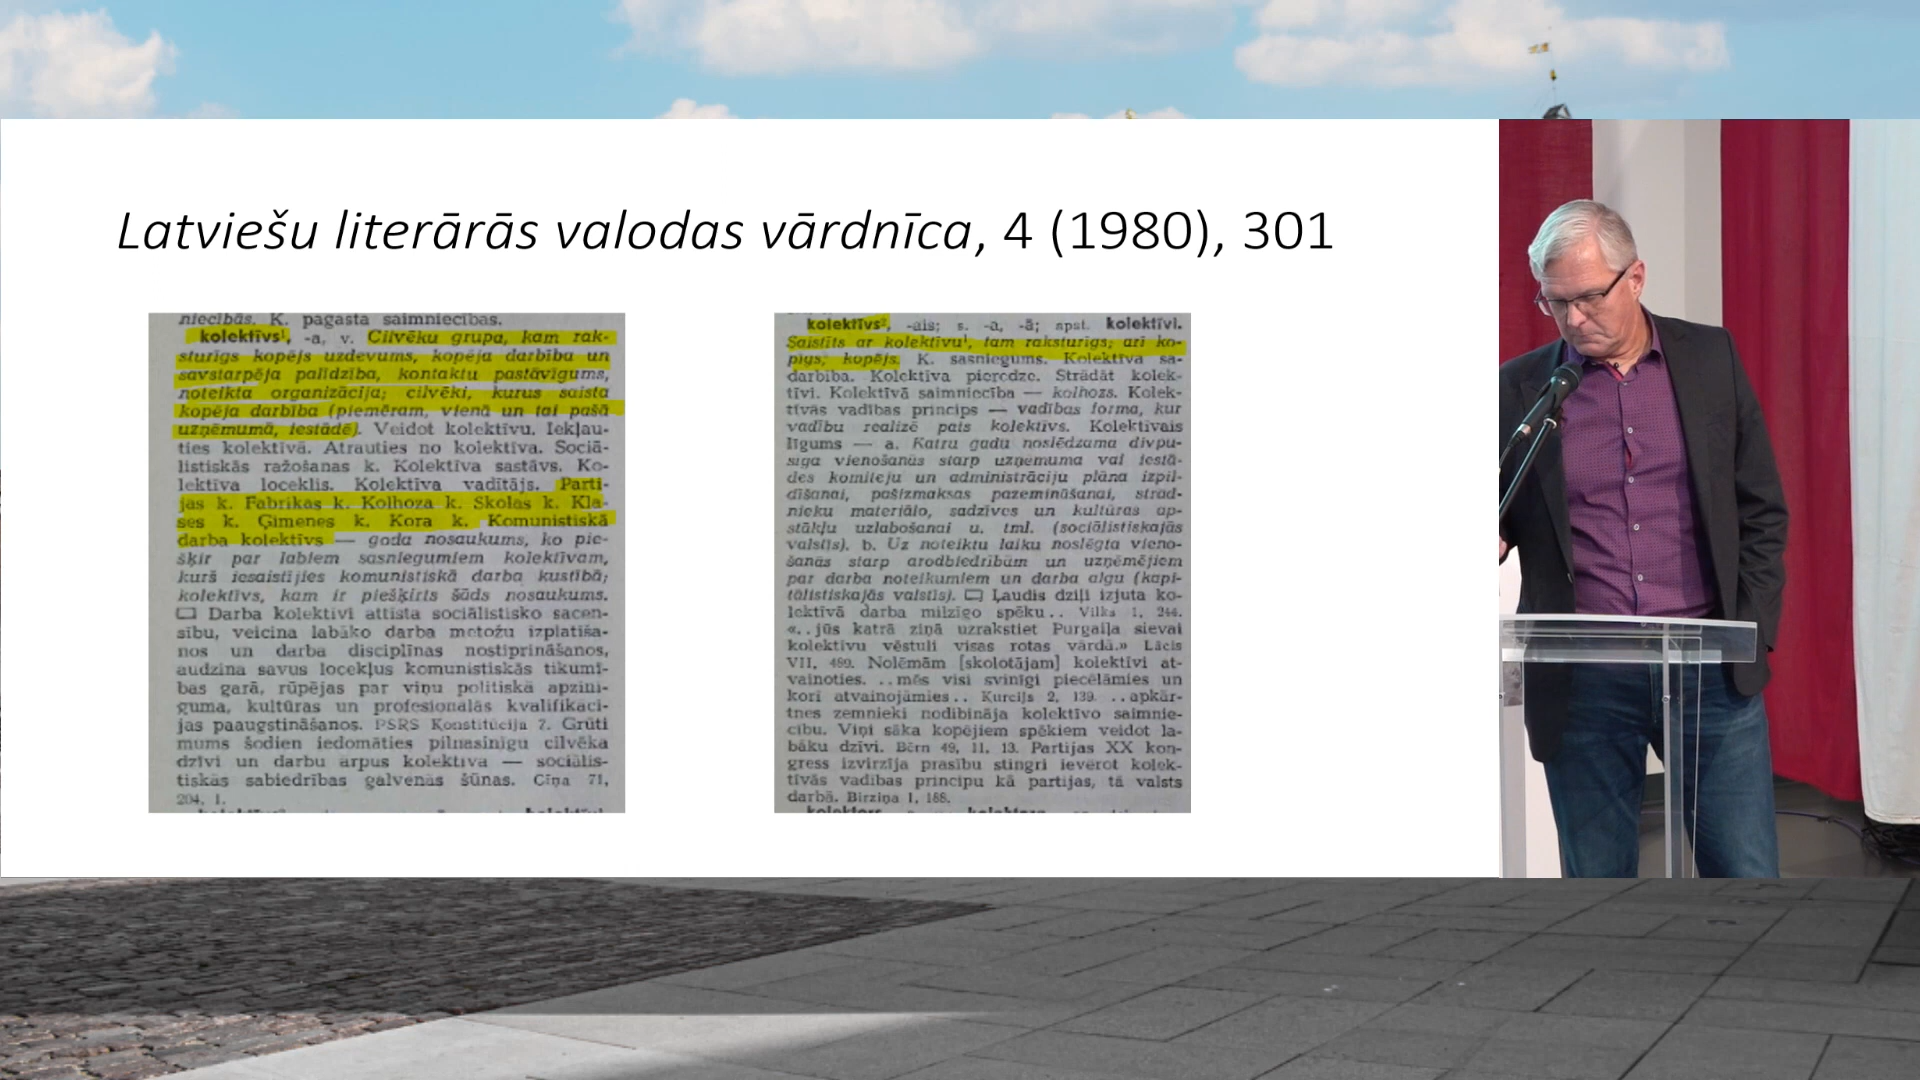 Latviešu literārās valodas vārdnīca, 4 (1980), 301
niecības. K. pagasta saimniecības.
kolektīvs¹, -a, v. Cilvēku grupa, kam rak-
sturīgs kopējs uzdevums, kopēja darbība un
savstarpēja palīdzība, kontaktu pastāvīgums,
noteikta organizācija; cilvēki, kurus saista
kopēja darbība (piemēram, vienā un tai pašā
uzņēmumā, iestādē). Veidot kolektīvu. Iekļau-
ties kolektīvā. Atrauties no kolektīva. Sociā-
listiskās ražošanas k. Kolektīva sastāvs. Ko-
lektīva loceklis. Kolektīva vadītājs. Parti-
jas k. Fabrikas k. Kolhoza k. Skolas k. Kla-
ses k. Ģimenes k. Kora k. Komunistiskā
darba kolektīvs — goda nosaukums, ko pie-
šķir par labiem sasniegumiem kolektīvam,
kurš iesaistījies komunistiskā darba kustībā;
kolektīvs, kam ir piešķirts šāds nosaukums.
Darba kolektīvi attīsta sociālistisko sacen-
sību, veicina labāko darba metožu izplatīša-
nos un darba disciplīnas nostiprināšanos,
audzina savus locekļus komunistiskās tikumī-
bas garā, rūpējas par viņu politiskā apziņi-
guma, kultūras un profesionālās kvalifikāci-
jas paaugstināšanos. PSRS Konstitūcija 7. Grūti
mums šodien iedomāties pilnasinīgu cilvēka
dzīvi un darbu ārpus kolektīva — sociālis-
tiskās sabiedrības galvenās šūnas. Cīņa 71,
204, 1.
kolektīvs², -ais; s. -a, -ā; apst. kolektīvi.
Saistīts ar kolektīvu¹, tam raksturīgs; arī ko-
pīgs, kopējs. K. sasniegums. Kolektīva sa-
darbība. Kolektīva pieredze. Strādāt kolek-
tīvi. Kolektīvā saimniecība — kolhozs. Kolek-
tīvās vadības princips — vadības forma, kur
vadību realizē pats kolektīvs. Kolektīvais
līgums — a. Katru gadu noslēdzama divpu-
sīga vienošanās starp uzņēmuma vai iestā-
des komiteju un administrāciju plāna izpil-
dīšanai, pašizmaksas pazemināšanai, strād-
nieku materiālo, sadzīves un kultūras ap-
stākļu uzlabošanai u. tml. (sociālistiskajās
valstīs). b. Uz noteiktu laiku noslēgta vieno-
šanās starp arodbiedrībām un uzņēmējiem
par darba noteikumiem un darba algu (kapi-
tālistiskajās valstīs). Ļaudis dziļi izjuta ko-
lektīvā darba milzīgo spēku.. Vilks 1, 244.
«..jūs katrā ziņā uzrakstiet Purgaiļa sievai
kolektīvu vēstuli visas rotas vārdā.» Lācis
VII, 489. Nolēmām [skolotājam] kolektīvi at-
vainoties. ..mēs visi svinīgi piecēlāmies un
korī atvainojāmies.. Kurcijs 2, 139. ..apkār-
tnes zemnieki nodibināja kolektīvo saimnie-
cību. Viņi sāka kopējiem spēkiem veidot la-
bāku dzīvi. Bērn 49, 11, 13. Partijas XX kon-
gress izvirzīja prasību stingri ievērot kolek-
tīvās vadības principu kā partijas, tā valsts
darbā. Birziņa 1, 168.